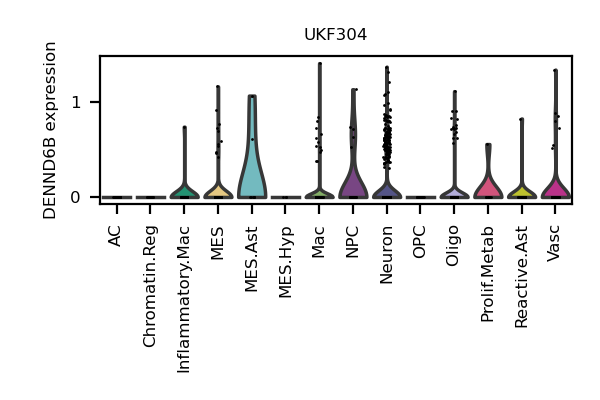 UKF304
DENND6B expression
1
0
AC
Chromatin.Reg
Inflammatory.Mac
MES
MES.Ast
MES.Hyp
Mac
NPC
Neuron
OPC
Oligo
Prolif.Metab
Reactive.Ast
Vasc